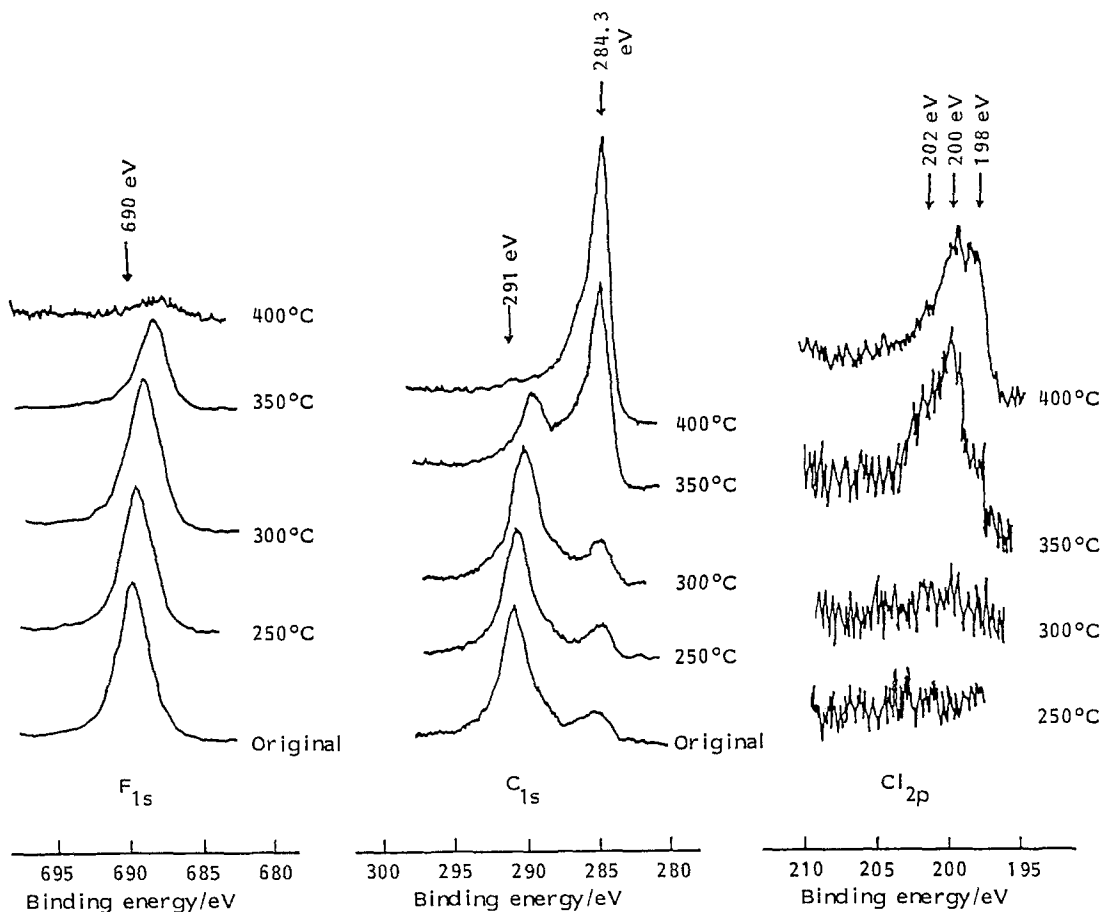 690 eV
400°C
350°C
300°C
250°C
Original
F1s
695 690 685 680
Binding energy/eV
284.3
eV
291 eV
400°C
350°C
300°C
250°C
Original
C1s
300 295 290 285 280
Binding energy/eV
202 eV
200 eV
198 eV
400°C
350°C
300°C
250°C
Cl2p
210 205 200 195
Binding energy/eV